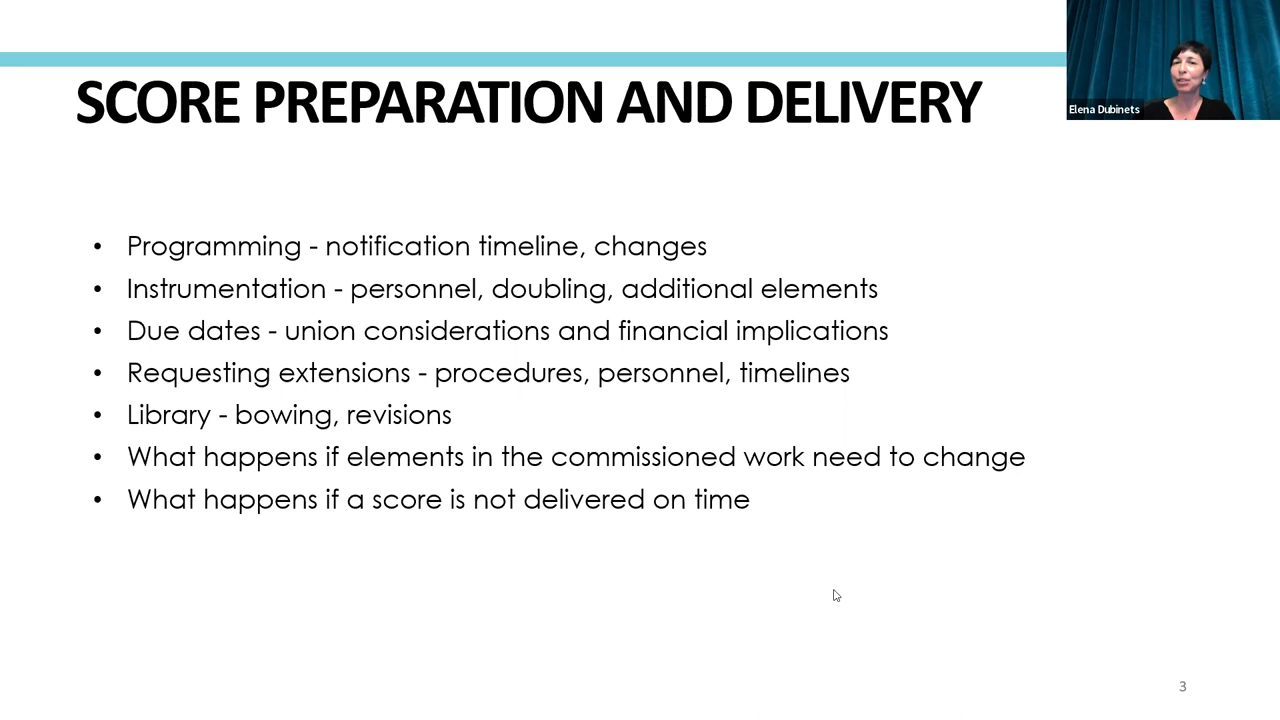 SCORE PREPARATION AND DELIVERY
Elena Dubinets
• Programming - notification timeline, changes
• Instrumentation - personnel, doubling, additional elements
• Due dates - union considerations and financial implications
• Requesting extensions - procedures, personnel, timelines
• Library - bowing, revisions
• What happens if elements in the commissioned work need to change
• What happens if a score is not delivered on time
3